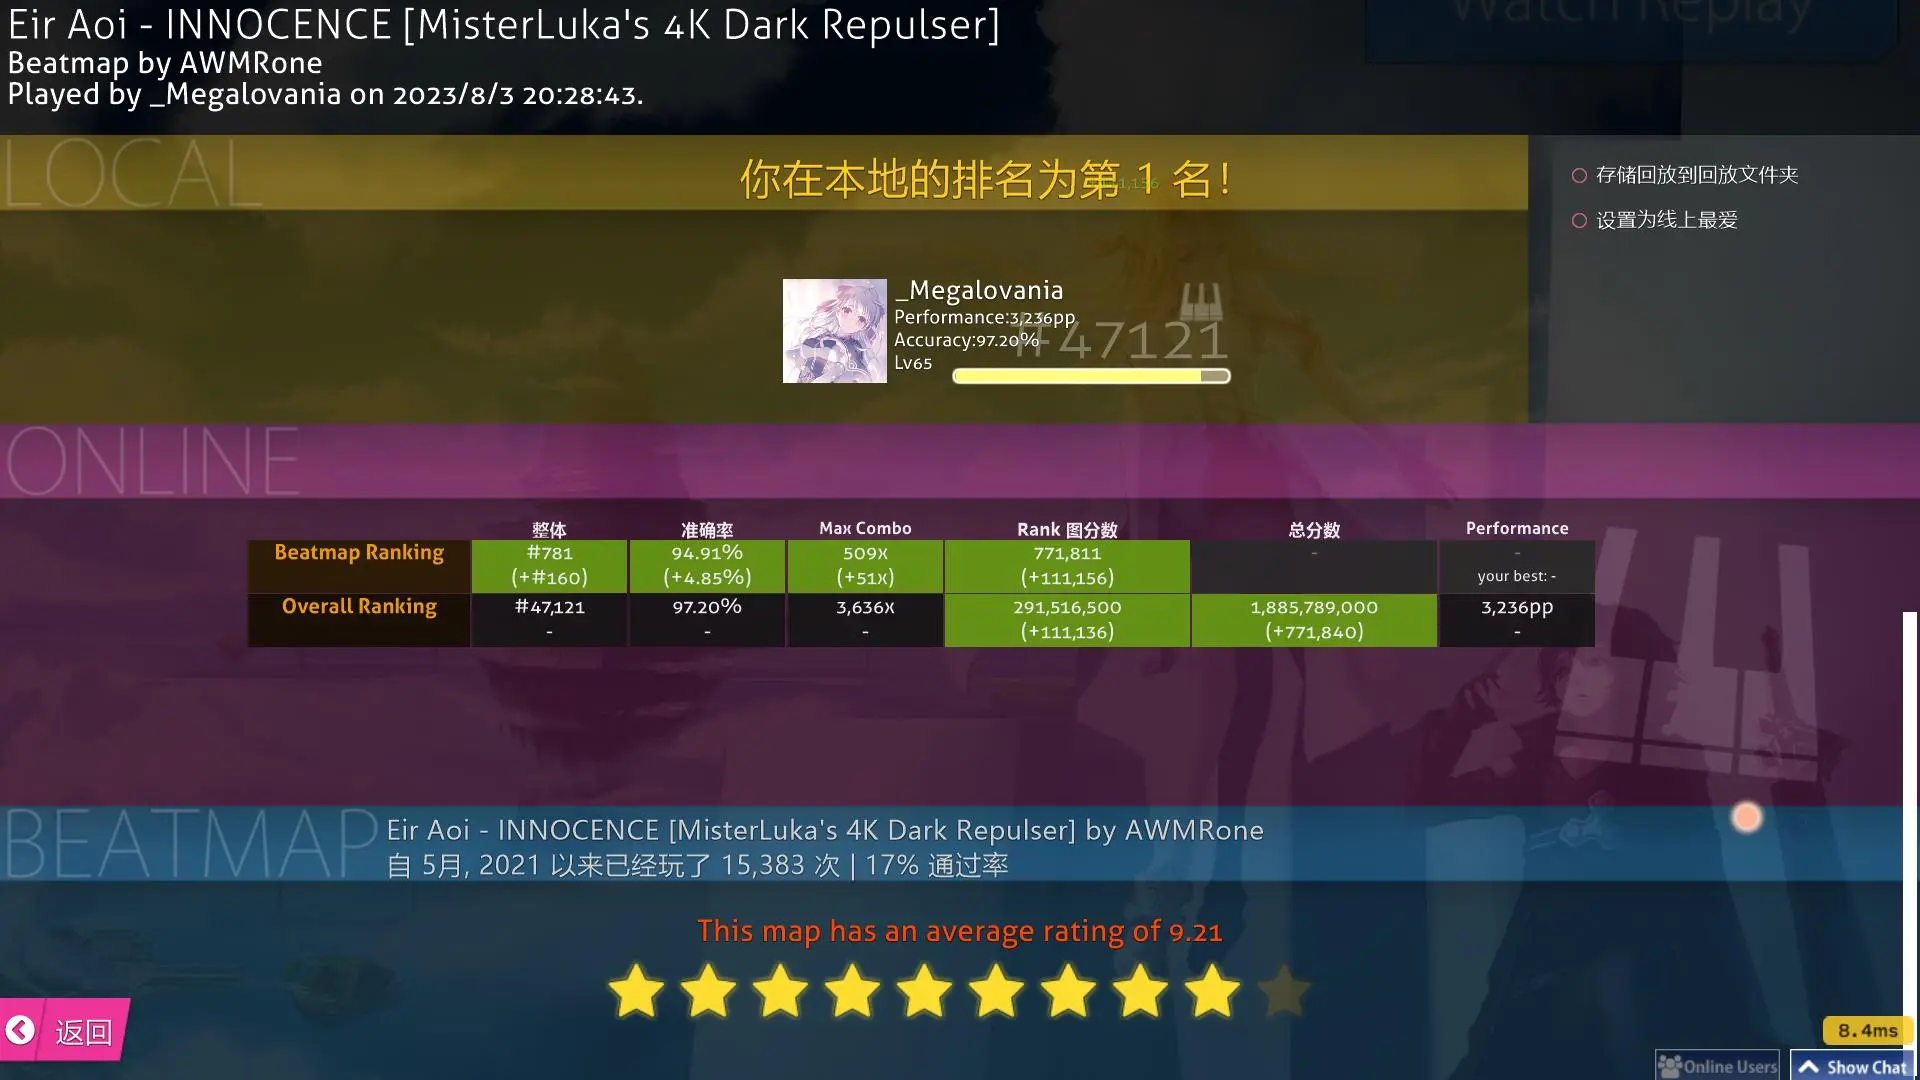 Eir Aoi - INNOCENCE [MisterLuka's 4K Dark Repulser]
Watch Replay
Beatmap by AWMRone
Played by _Megalovania on 2023/8/3 20:28:43.
LOCAL
你在本地的排名为第 1 名!
存储回放到回放文件夹
设置为线上最爱
_Megalovania
Performance:3,236pp
Accuracy:97.20%
#47121
Lv65
ONLINE
整体 准确率 Max Combo Rank 图分数 总分数 Performance
Beatmap Ranking #781 94.91% 509x 771,811 - -
(+#160) (+4.85%) (+51x) (+111,156) your best: -
Overall Ranking #47,121 97.20% 3,636x 291,516,500 1,885,789,000 3,236pp
- - - (+111,136) (+771,840) -
BEATMAP
Eir Aoi - INNOCENCE [MisterLuka's 4K Dark Repulser] by AWMRone
自 5月, 2021 以来已经玩了 15,383 次 | 17% 通过率
This map has an average rating of 9.21
返回
8.4ms
Online Users
Show Chat